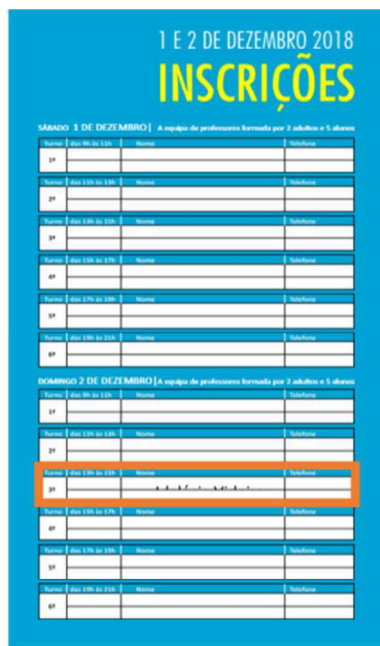 1 E 2 DE DEZEMBRO 2018
INSCRIÇÕES
SÁBADO 1 DE DEZEMBRO| A equipa de professores formada por 2 adultos e 5 alunos
Turno das 9h às 11h Nome Telefone
1º
Turno das 11h às 13h Nome Telefone
2º
Turno das 13h às 15h Nome Telefone
3º
Turno das 15h às 17h Nome Telefone
4º
Turno das 17h às 19h Nome Telefone
5º
Turno das 19h às 21h Nome Telefone
6º
DOMINGO 2 DE DEZEMBRO|A equipa de professores formada por 2 adultos e 5 alunos
Turno das 9h às 11h Nome Telefone
1º
Turno das 11h às 13h Nome Telefone
2º
Turno das 13h às 15h Nome Telefone
3º
Turno das 15h às 17h Nome Telefone
4º
Turno das 17h às 19h Nome Telefone
5º
Turno das 19h às 21h Nome Telefone
6º